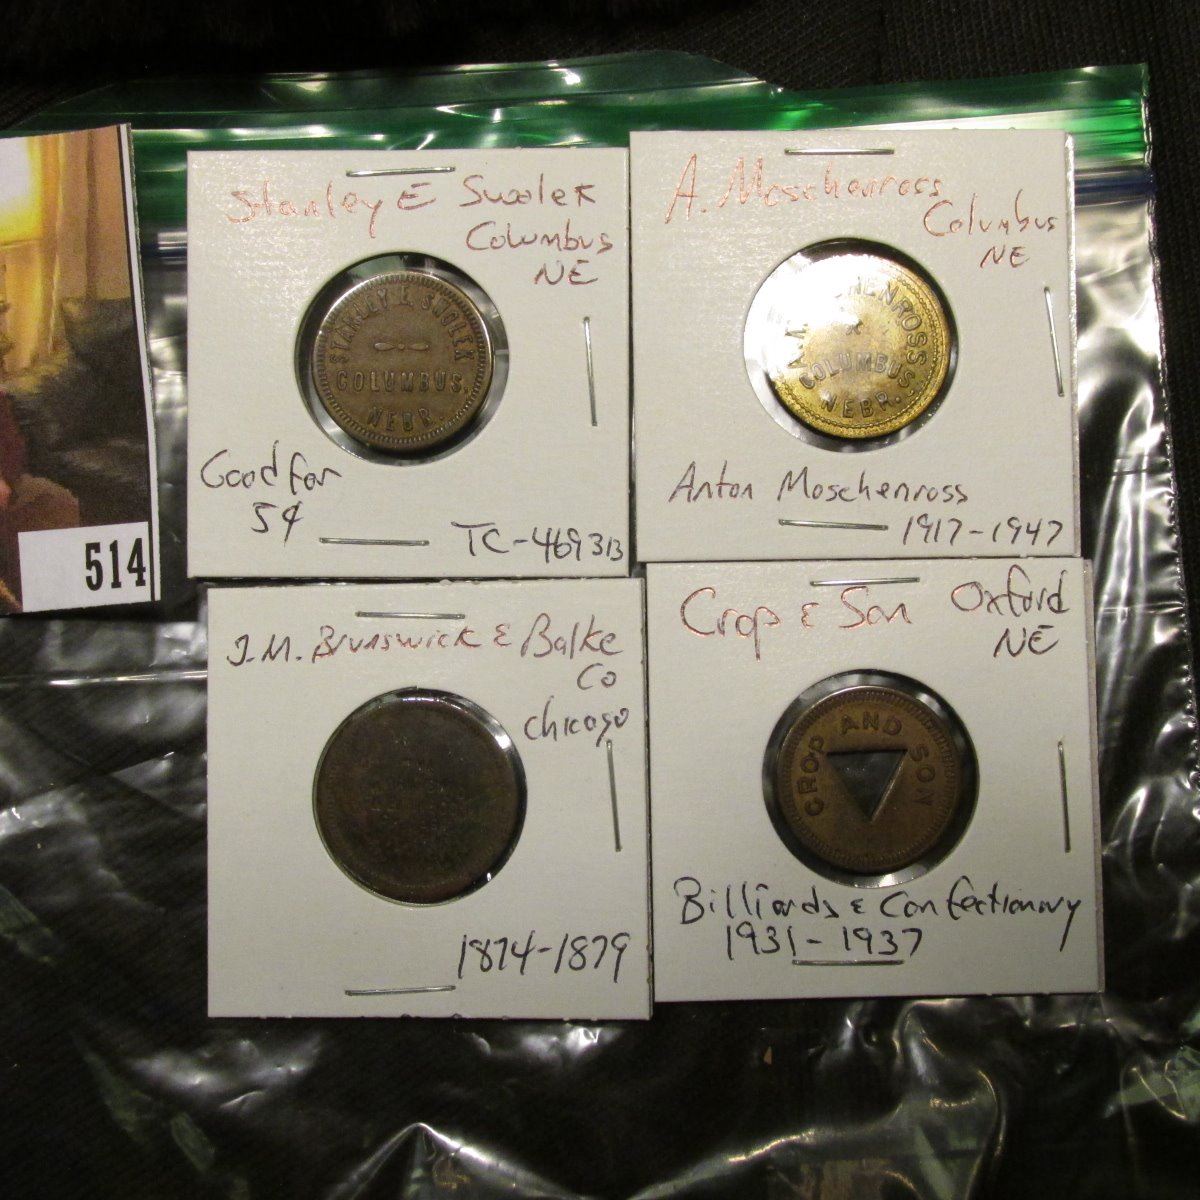 Stanley E Swolek
Columbus
NE
STANLEY E. SWOLEK
COLUMBUS,
NEBR.
Good for
5¢
TC-469313
A. Moschenross
Columbus
NE
COLUMBUS
NEBR.
Anton Moschenross
1917-1947
514
J.M. Brunswick & Balke
Co
Chicago
1874-1879
Crop & Son Oxford
NE
CROP AND SON
Billiards & Confectionary
1931-1937